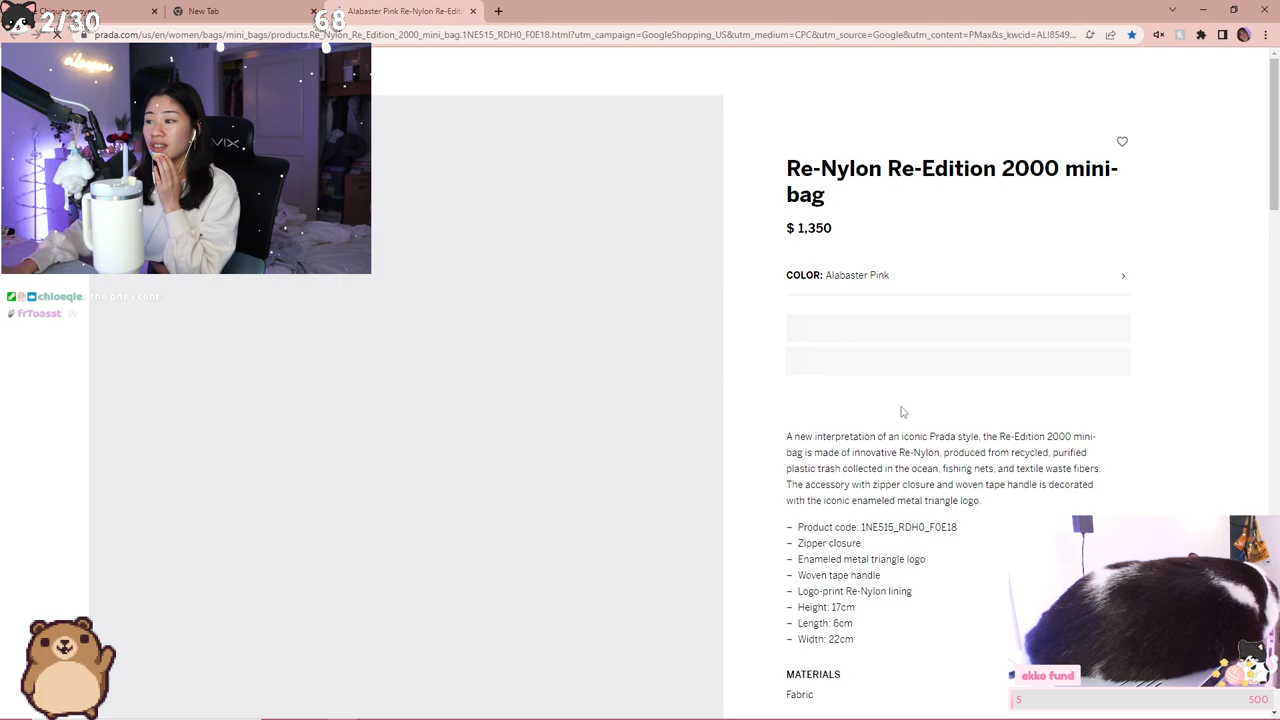 2/30
68
New Tab
Alabaster Pink Re-Nylon Re-Edit
prada.com/us/en/women/bags/mini_bags/products.Re_Nylon_Re_Edition_2000_mini_bag.1NE515_RDH0_F0E18.html?utm_campaign=GoogleShopping_US&utm_medium=CPC&utm_source=Google&utm_content=PMax&s_kwcid=AL!8549...
VIX
Re-Nylon Re-Edition 2000 mini-
bag
$ 1,350
COLOR: Alabaster Pink
chloeqle: the one i sent!
frToasst:
A new interpretation of an iconic Prada style, the Re-Edition 2000 mini-
bag is made of innovative Re-Nylon, produced from recycled, purified
plastic trash collected in the ocean, fishing nets, and textile waste fibers.
The accessory with zipper closure and woven tape handle is decorated
with the iconic enameled metal triangle logo.
– Product code: 1NE515_RDH0_F0E18
– Zipper closure
– Enameled metal triangle logo
– Woven tape handle
– Logo-print Re-Nylon lining
– Height: 17cm
– Length: 6cm
– Width: 22cm
MATERIALS
Fabric
ekko fund
5
500